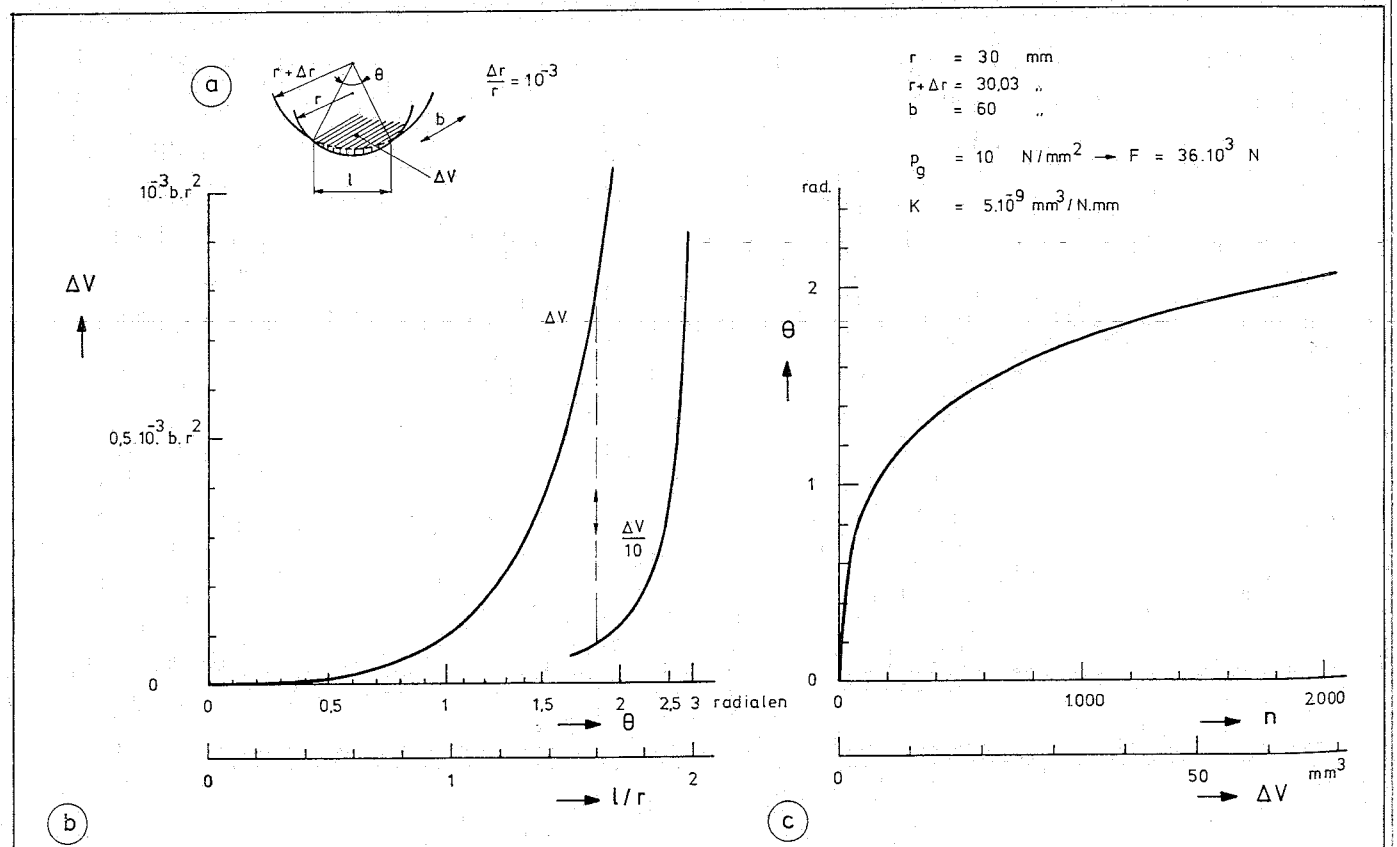 a
r + Δr
θ
r
b
l
ΔV
Δr/r = 10⁻³
r = 30 mm
r+Δr = 30,03 „
b = 60 „
p_g = 10 N/mm² → F = 36.10³ N
K = 5.10⁻⁹ mm³/N.mm
ΔV
10⁻³.b.r²
0,5.10⁻³.b.r²
0
ΔV
ΔV/10
0,5 1 1,5 2 2,5 3 radialen
→ θ
0 1 2
→ l/r
b
rad.
2
θ
1
0
1000 2000
→ n
0 50 mm³
→ ΔV
c